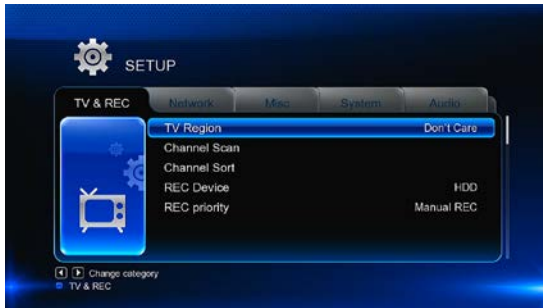 SETUP
TV & REC Network Misc System Audio
TV Region Don't Care
Channel Scan
Channel Sort
REC Device HDD
REC priority Manual REC
Change category
TV & REC